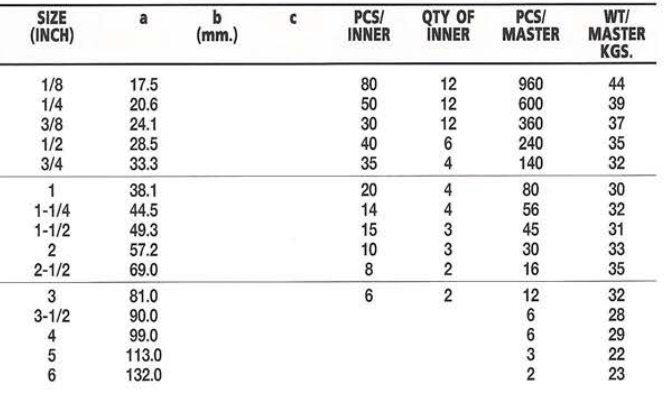 SIZE a b c PCS/ QTY OF PCS/ WT/
(INCH) (mm.) INNER INNER MASTER MASTER
KGS.
1/8 17.5 80 12 960 44
1/4 20.6 50 12 600 39
3/8 24.1 30 12 360 37
1/2 28.5 40 6 240 35
3/4 33.3 35 4 140 32
1 38.1 20 4 80 30
1-1/4 44.5 14 4 56 32
1-1/2 49.3 15 3 45 31
2 57.2 10 3 30 33
2-1/2 69.0 8 2 16 35
3 81.0 6 2 12 32
3-1/2 90.0 6 28
4 99.0 6 29
5 113.0 3 22
6 132.0 2 23